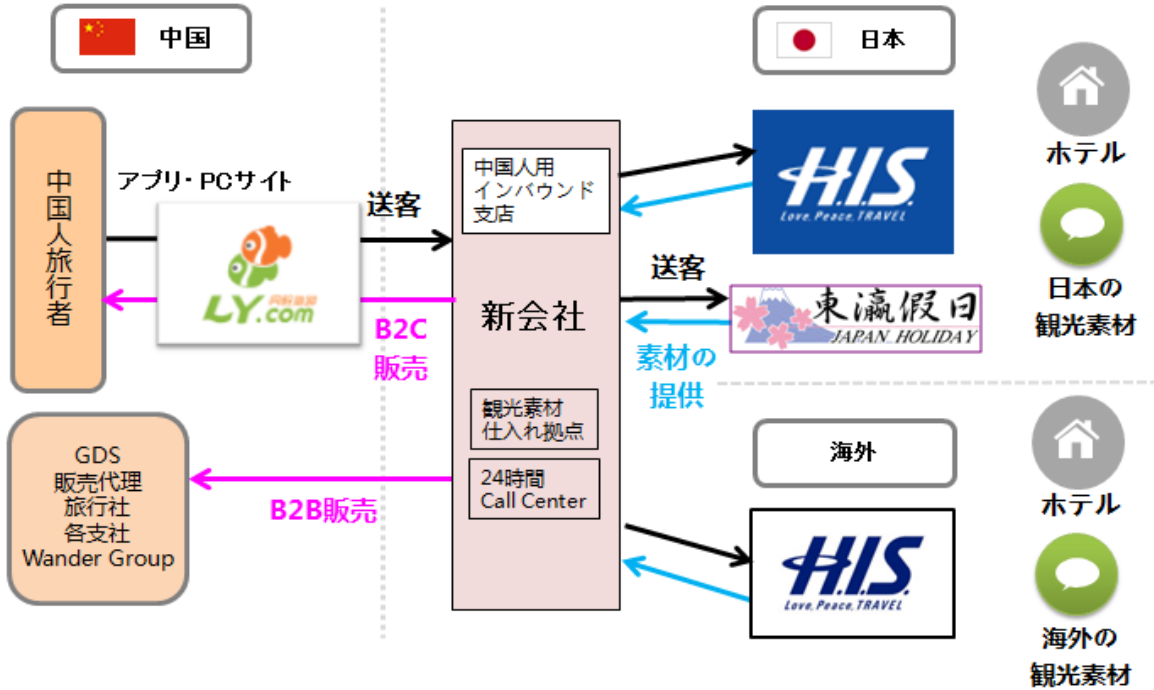 中国
日本
中国人旅行者
アプリ・PCサイト
LY.com
送客
B2C
販売
中国人用
インバウンド
支店
新会社
観光素材
仕入れ拠点
24時間
Call Center
H.I.S.
Love, Peace, TRAVEL
送客
東瀛假日
JAPAN HOLIDAY
素材の
提供
ホテル
日本の
観光素材
GDS
販売代理
旅行社
各支社
Wander Group
B2B販売
海外
H.I.S.
Love, Peace, TRAVEL
ホテル
海外の
観光素材